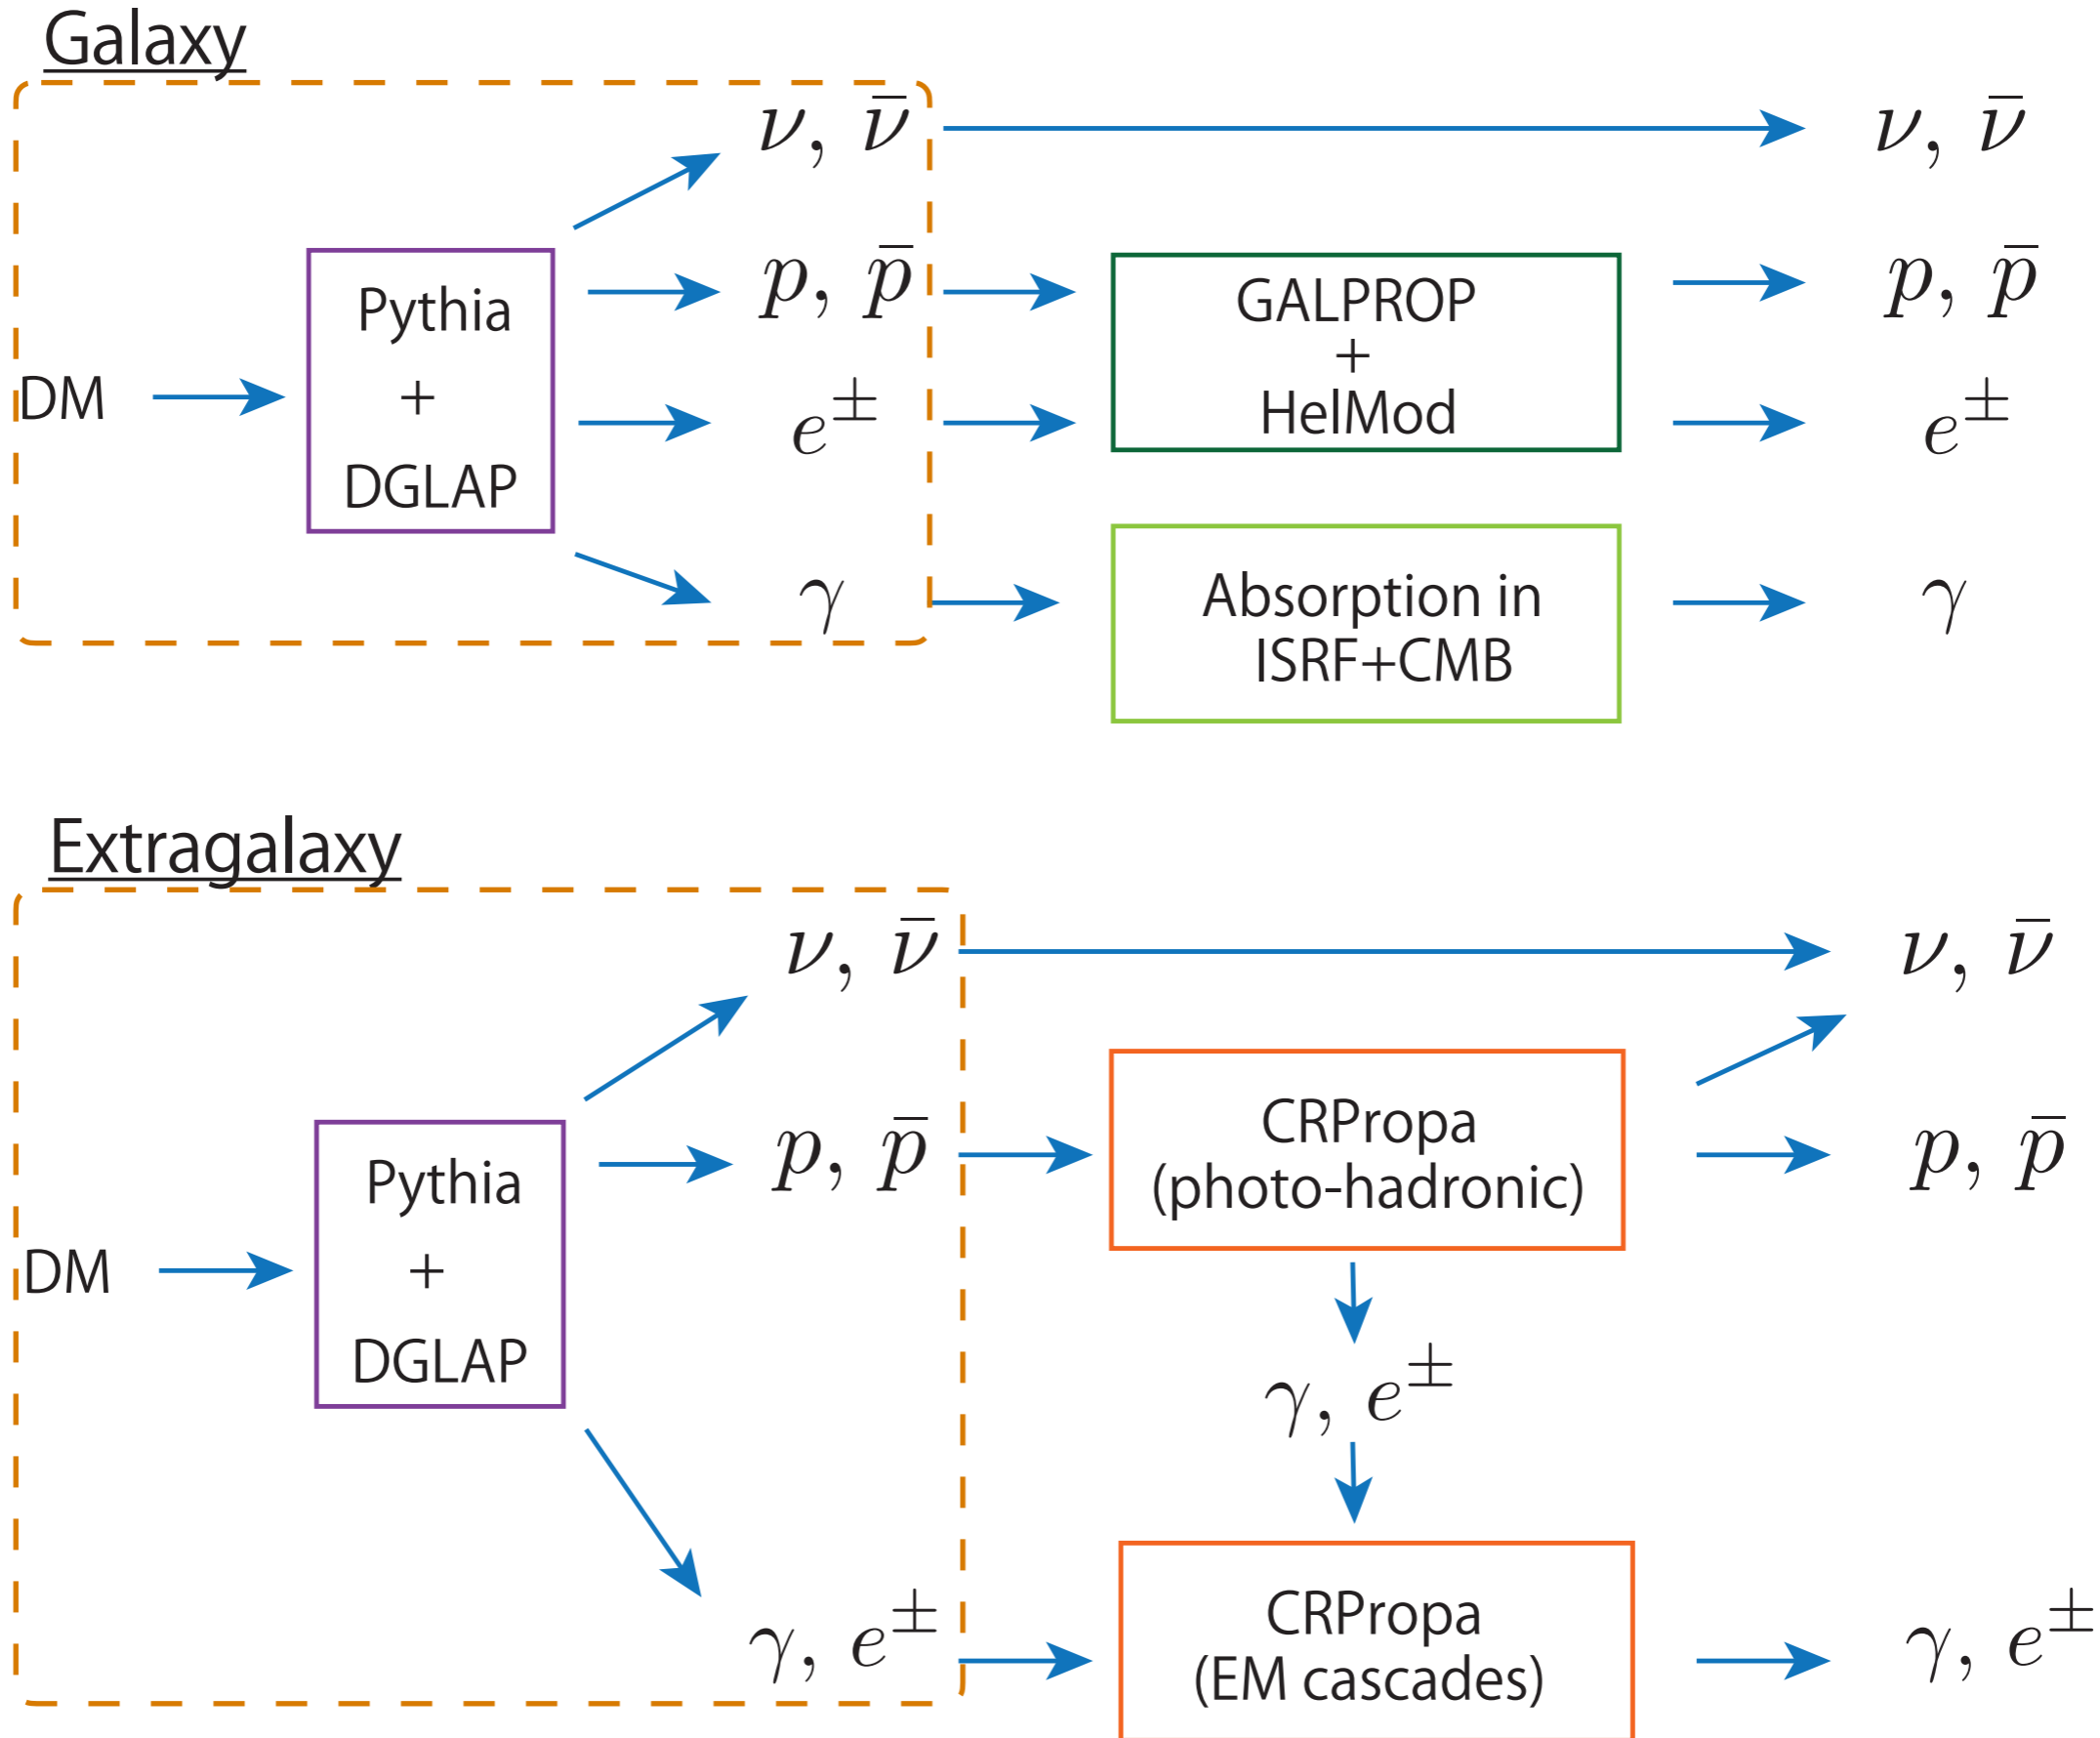 Galaxy
ν, ν̅
ν, ν̅
p, p̅
p, p̅
Pythia
+
DGLAP
GALPROP
+
HelMod
DM
e±
e±
γ
Absorption in
ISRF+CMB
γ
Extragalaxy
ν, ν̅
ν, ν̅
p, p̅
CRPropa
(photo-hadronic)
p, p̅
Pythia
+
DGLAP
DM
γ, e±
γ, e±
CRPropa
(EM cascades)
γ, e±